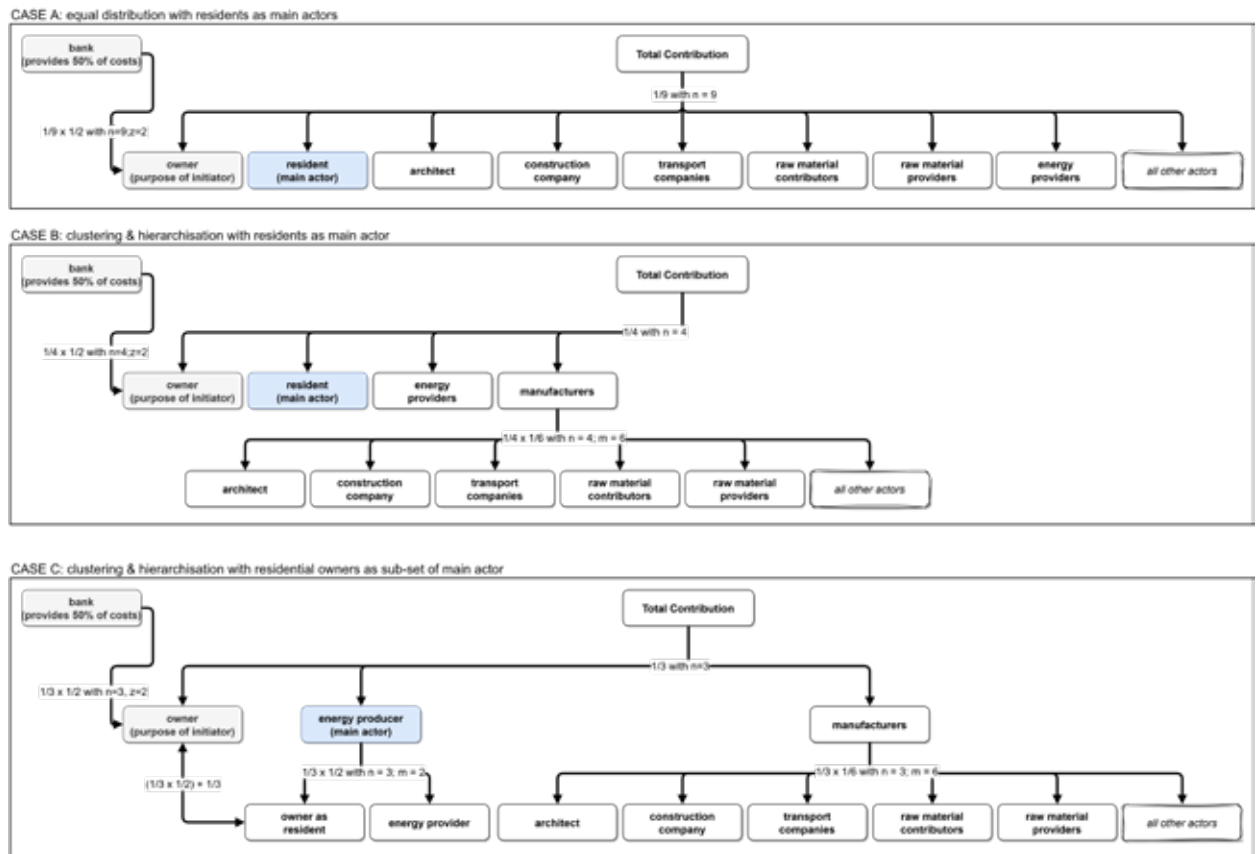 CASE A: equal distribution with residents as main actors
bank
(provides 50% of costs)
Total Contribution
1/9 with n = 9
1/9 x 1/2 with n=9;z=2
owner
(purpose of initiator)
resident
(main actor)
architect
construction
company
transport
companies
raw material
contributors
raw material
providers
energy
providers
all other actors
CASE B: clustering & hierarchisation with residents as main actor
bank
(provides 50% of costs)
Total Contribution
1/4 with n = 4
1/4 x 1/2 with n=4;z=2
owner
(purpose of initiator)
resident
(main actor)
energy
providers
manufacturers
1/4 x 1/6 with n = 4; m = 6
architect
construction
company
transport
companies
raw material
contributors
raw material
providers
all other actors
CASE C: clustering & hierarchisation with residential owners as sub-set of main actor
bank
(provides 50% of costs)
Total Contribution
1/3 with n=3
1/3 x 1/2 with n=3, z=2
owner
(purpose of initiator)
energy producer
(main actor)
manufacturers
1/3 x 1/2 with n = 3; m = 2
1/3 x 1/6 with n = 3; m = 6
(1/3 x 1/2) + 1/3
owner as
resident
energy provider
architect
construction
company
transport
companies
raw material
contributors
raw material
providers
all other actors